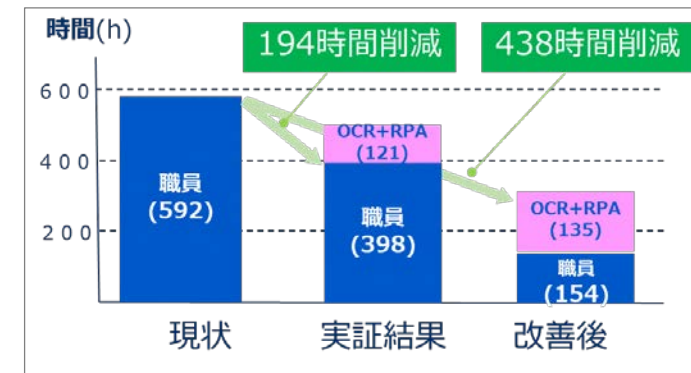 時間(h)
194時間削減
438時間削減
600
400
200
職員
(592)
OCR+RPA
(121)
職員
(398)
OCR+RPA
(135)
職員
(154)
現状
実証結果
改善後